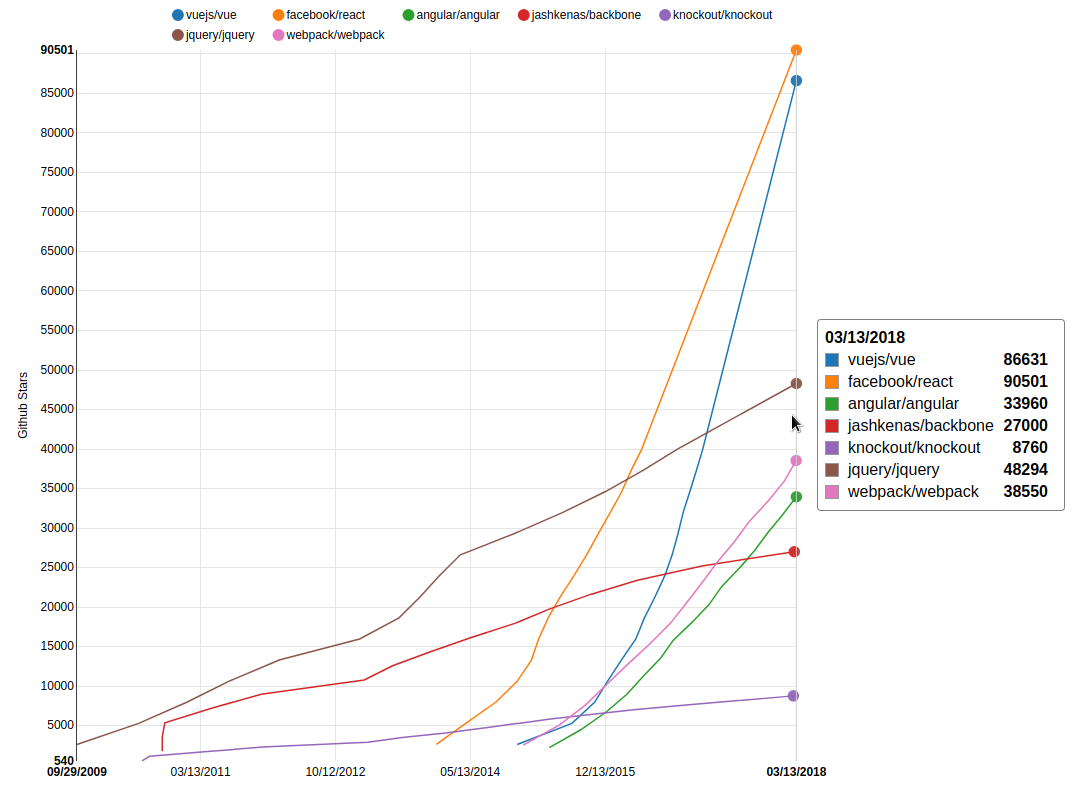 vuejs/vue facebook/react angular/angular jashkenas/backbone knockout/knockout
jquery/jquery webpack/webpack
90501
85000
80000
75000
70000
65000
60000
55000
50000
45000
40000
35000
30000
25000
20000
15000
10000
5000
540
Github Stars
09/29/2009 03/13/2011 10/12/2012 05/13/2014 12/13/2015 03/13/2018
03/13/2018
vuejs/vue 86631
facebook/react 90501
angular/angular 33960
jashkenas/backbone 27000
knockout/knockout 8760
jquery/jquery 48294
webpack/webpack 38550